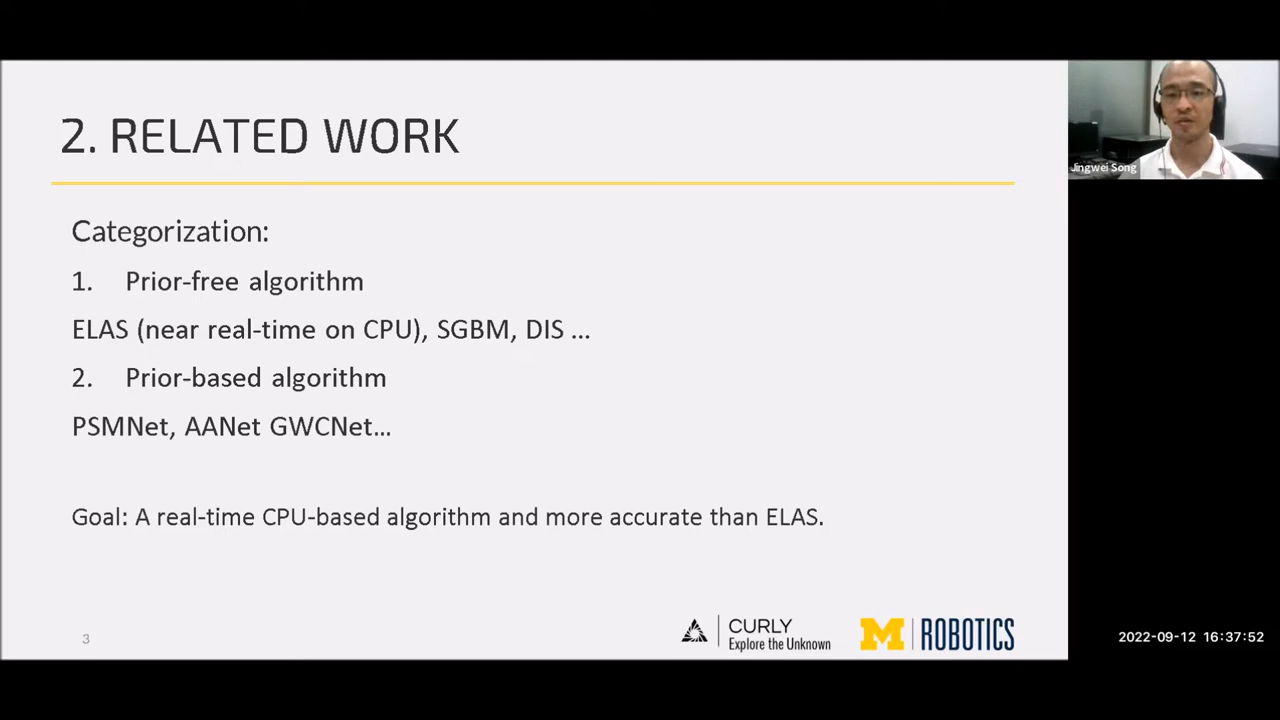 2. RELATED WORK
Jingwei Song
Categorization:
1. Prior-free algorithm
ELAS (near real-time on CPU), SGBM, DIS ...
2. Prior-based algorithm
PSMNet, AANet GWCNet...
Goal: A real-time CPU-based algorithm and more accurate than ELAS.
3
CURLY
Explore the Unknown
M ROBOTICS
2022-09-12 16:37:52